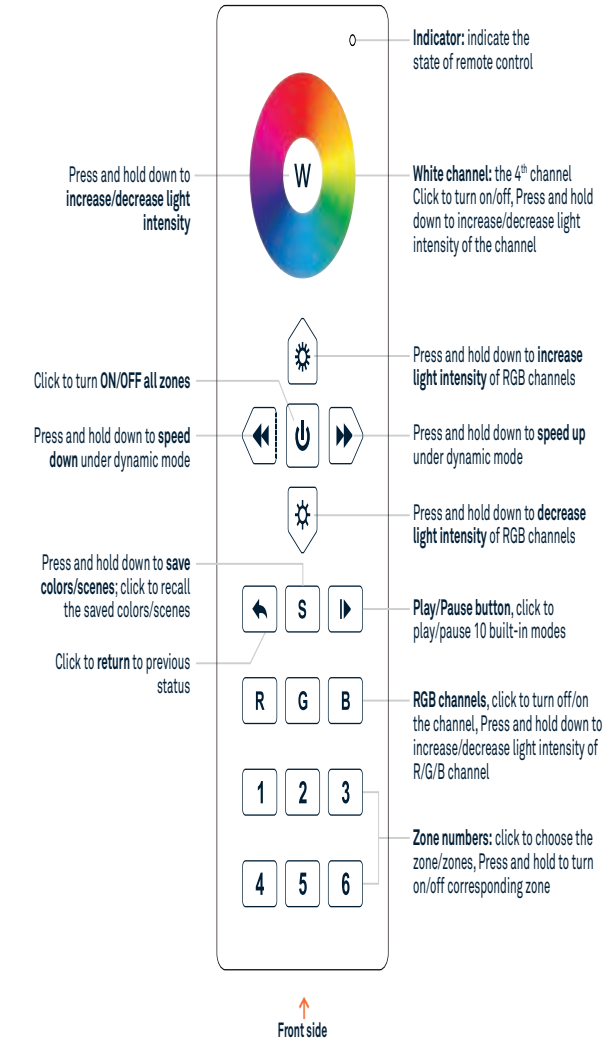 Indicator: indicate the
state of remote control
W
Press and hold down to
increase/decrease light
intensity
White channel: the 4th channel
Click to turn on/off, Press and hold
down to increase/decrease light
intensity of the channel
Press and hold down to increase
light intensity of RGB channels
Click to turn ON/OFF all zones
Press and hold down to speed
down under dynamic mode
Press and hold down to speed up
under dynamic mode
Press and hold down to decrease
light intensity of RGB channels
Press and hold down to save
colors/scenes; click to recall
the saved colors/scenes
S
Play/Pause button, click to
play/pause 10 built-in modes
Click to return to previous
status
R G B
RGB channels, click to turn off/on
the channel, Press and hold down to
increase/decrease light intensity of
R/G/B channel
1 2 3
Zone numbers: click to choose the
zone/zones, Press and hold to turn
on/off corresponding zone
4 5 6
Front side